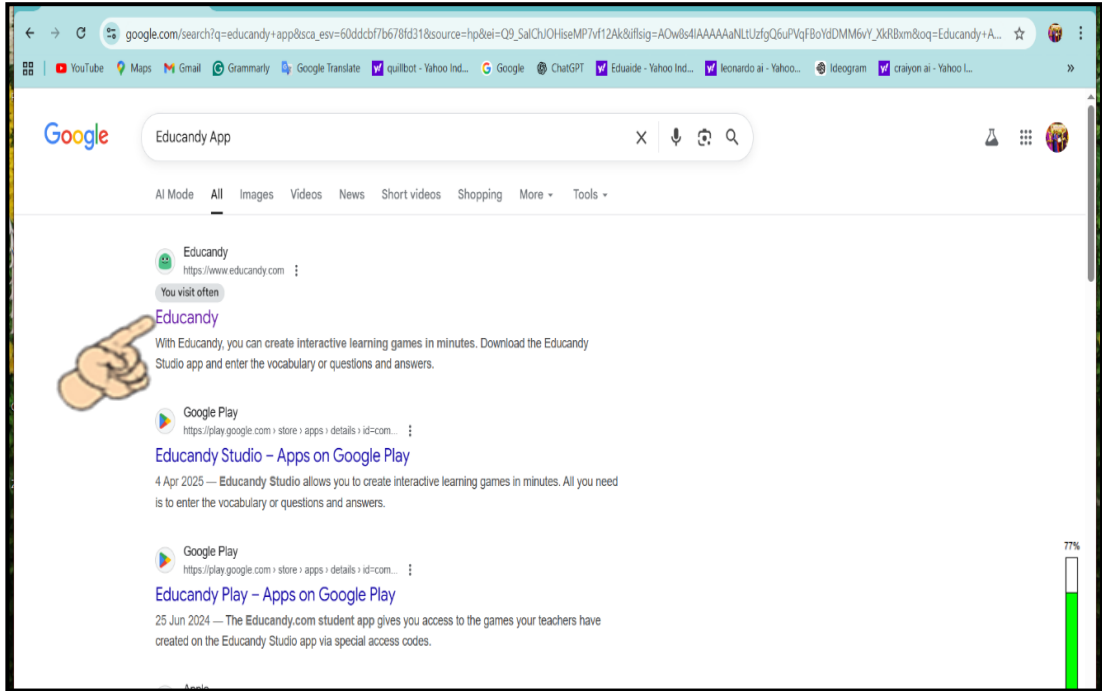 google.com/search?q=educandy+app&sca_esv=60ddcbf7b678fd31&source=hp&ei=Q9_SaIChJOHiseMP7vf12Ak&iflsig=AOw8s4IAAAAAaNLtUzfgQ6uPVqFBoYdDMM6vY_XkRBxm&oq=Educandy+A...
YouTube Maps Gmail Grammarly Google Translate quillbot - Yahoo Ind... Google ChatGPT Eduaide - Yahoo Ind... leonardo ai - Yahoo... Ideogram craiyon ai - Yahoo I... »
Google Educandy App
AI Mode All Images Videos News Short videos Shopping More Tools
Educandy
https://www.educandy.com
You visit often
Educandy
With Educandy, you can create interactive learning games in minutes. Download the Educandy
Studio app and enter the vocabulary or questions and answers.
Google Play
https://play.google.com › store › apps › details › id=com...
Educandy Studio – Apps on Google Play
4 Apr 2025 — Educandy Studio allows you to create interactive learning games in minutes. All you need
is to enter the vocabulary or questions and answers.
Google Play
https://play.google.com › store › apps › details › id=com...
77%
Educandy Play – Apps on Google Play
25 Jun 2024 — The Educandy.com student app gives you access to the games your teachers have
created on the Educandy Studio app via special access codes.